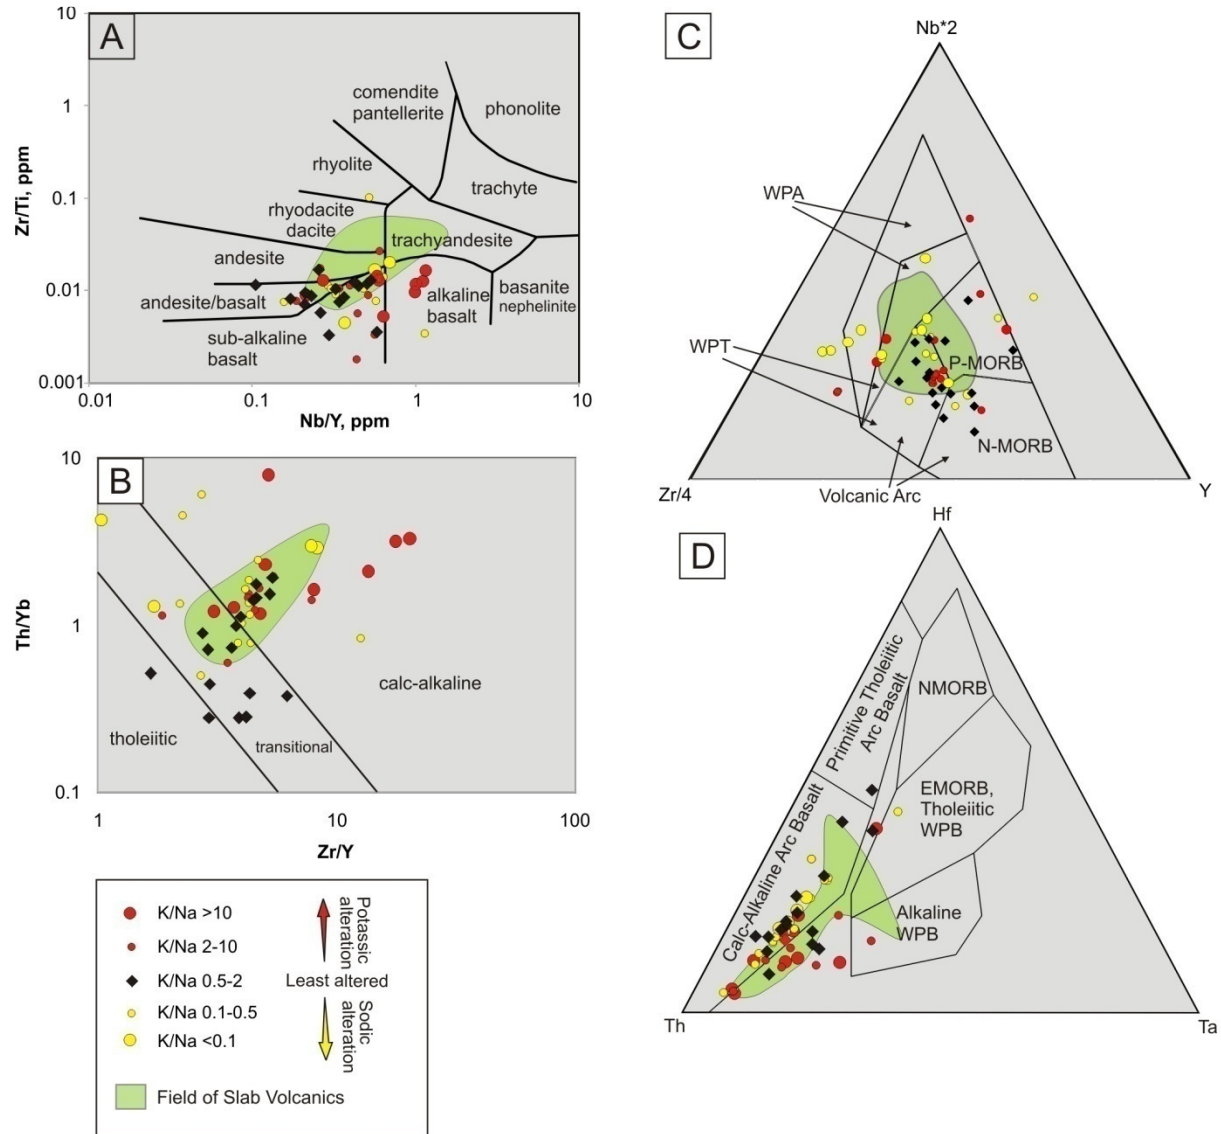 A
10
1
0.1
0.01
0.001
Zr/Ti, ppm
comendite
pantellerite
phonolite
rhyolite
trachyte
rhyodacite
dacite
trachyandesite
andesite
andesite/basalt
alkaline
basalt
basanite
nephelinite
sub-alkaline
basalt
0.01
0.1
1
10
Nb/Y, ppm
B
10
1
0.1
Th/Yb
calc-alkaline
tholeiitic
transitional
1
10
100
Zr/Y
K/Na >10
K/Na 2-10
K/Na 0.5-2
K/Na 0.1-0.5
K/Na <0.1
Potassic
alteration
Least altered
Sodic
alteration
Field of Slab Volcanics
C
Nb*2
WPA
WPT
P-MORB
N-MORB
Zr/4
Volcanic Arc
Y
D
Hf
Primitive Tholeiitic
Arc Basalt
NMORB
EMORB,
Tholeiitic
WPB
Calc-Alkaline Arc Basalt
Alkaline
WPB
Th
Ta